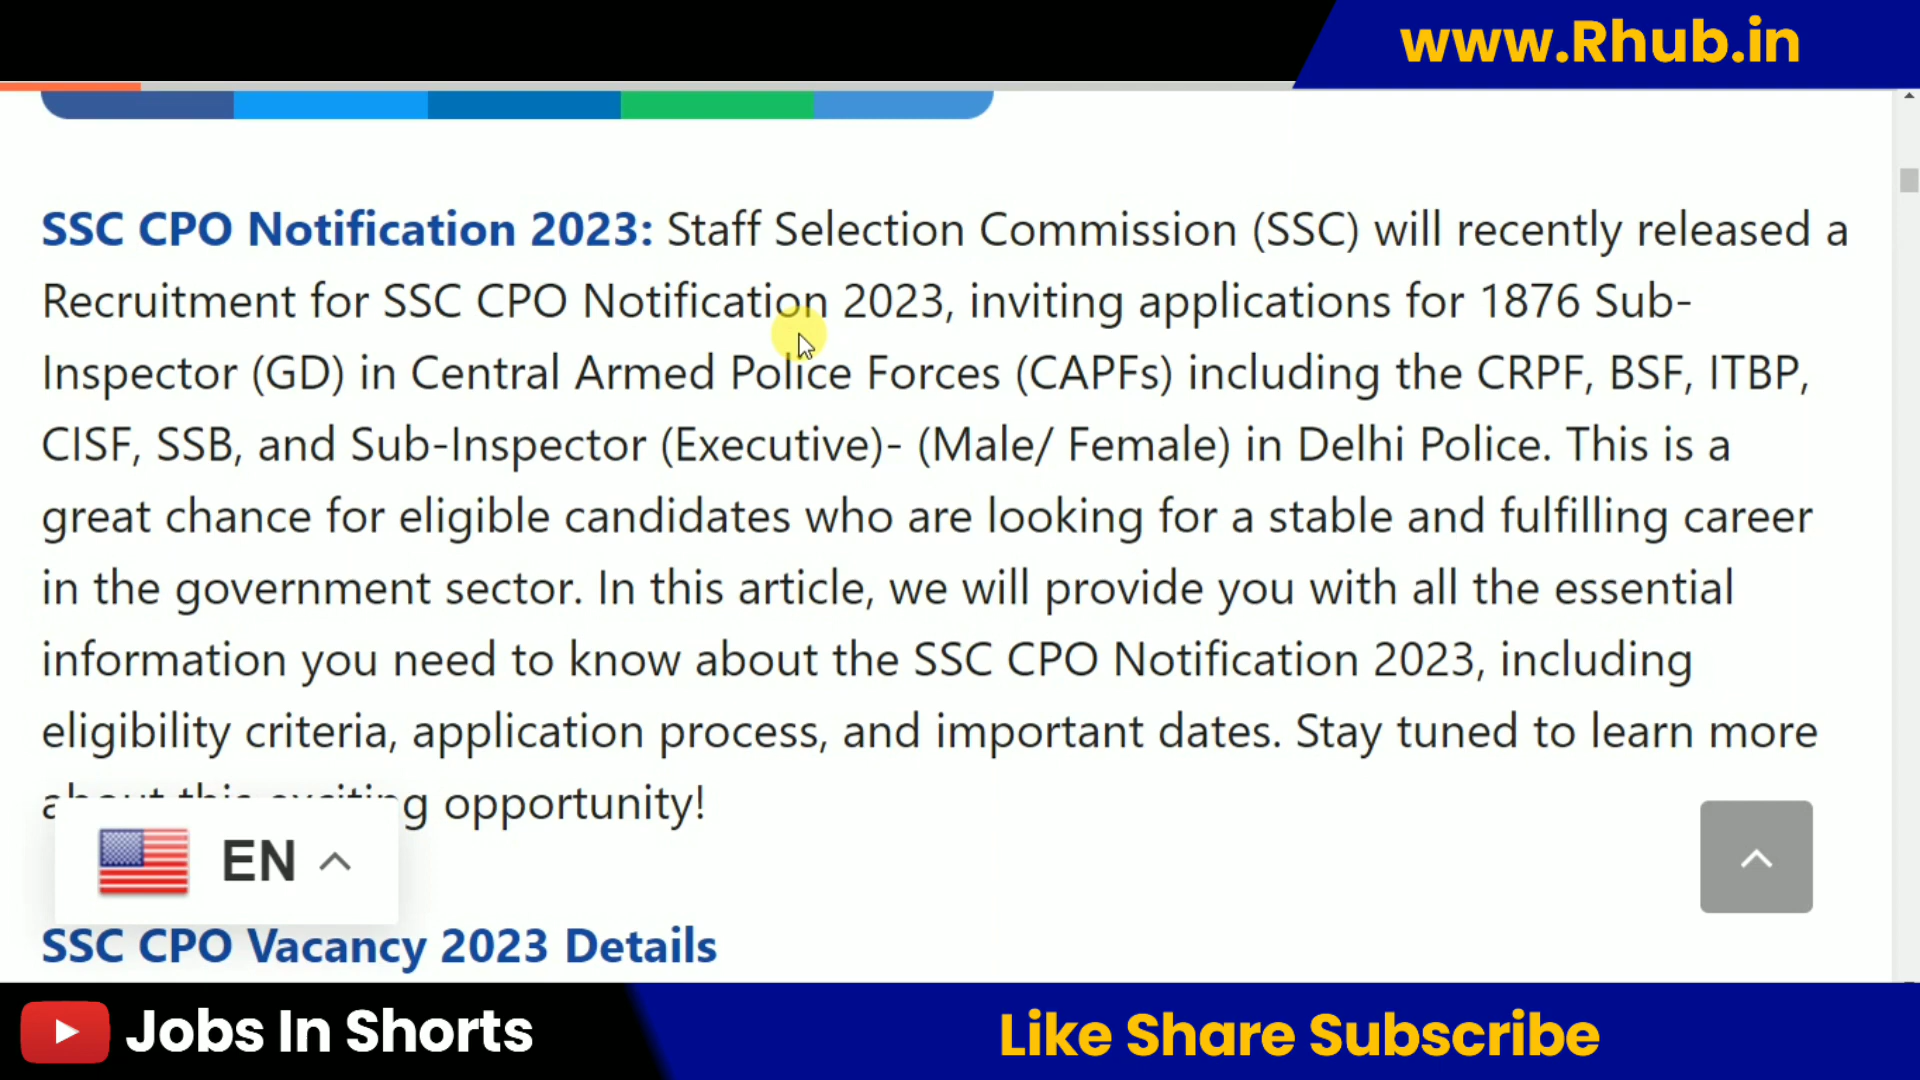 www.Rhub.in
SSC CPO Notification 2023: Staff Selection Commission (SSC) will recently released a
Recruitment for SSC CPO Notification 2023, inviting applications for 1876 Sub-
Inspector (GD) in Central Armed Police Forces (CAPFs) including the CRPF, BSF, ITBP,
CISF, SSB, and Sub-Inspector (Executive)- (Male/ Female) in Delhi Police. This is a
great chance for eligible candidates who are looking for a stable and fulfilling career
in the government sector. In this article, we will provide you with all the essential
information you need to know about the SSC CPO Notification 2023, including
eligibility criteria, application process, and important dates. Stay tuned to learn more
about this exciting opportunity!
EN
SSC CPO Vacancy 2023 Details
Jobs In Shorts
Like Share Subscribe